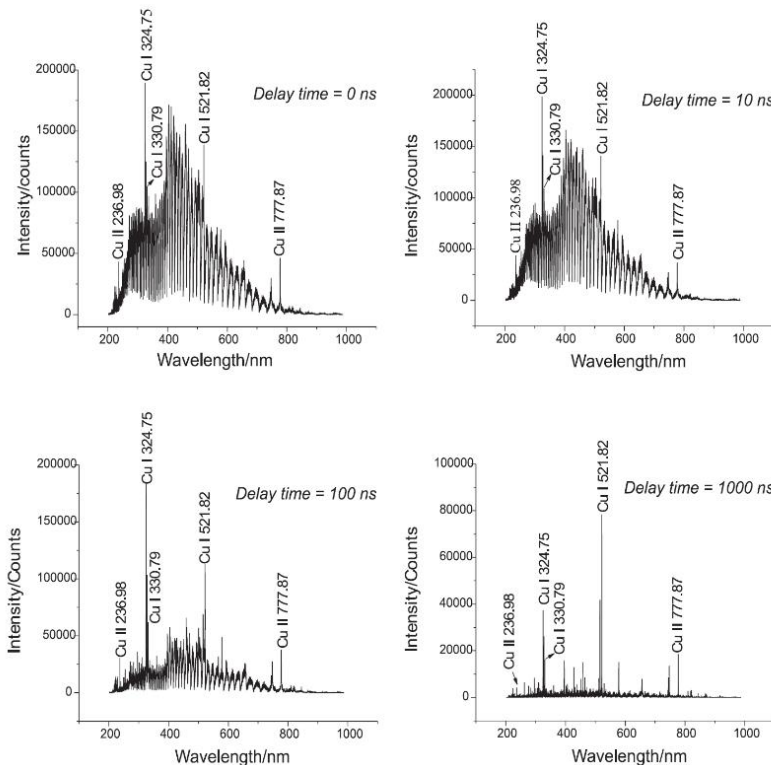 Cu II 236.98
Cu I 324.75
Cu I 330.79
Cu I 521.82
Cu II 777.87
Delay time = 0 ns
200000
150000
100000
50000
0
Intensity/counts
200 400 600 800 1000
Wavelength/nm
Cu II 236.98
Cu I 324.75
Cu I 330.79
Cu I 521.82
Cu II 777.87
Delay time = 10 ns
200000
150000
100000
50000
0
Intensity/counts
200 400 600 800 1000
Wavelength/nm
Cu II 236.98
Cu I 324.75
Cu I 330.79
Cu I 521.82
Cu II 777.87
Delay time = 100 ns
200000
150000
100000
50000
0
Intensity/Counts
200 400 600 800 1000
Wavelength/nm
Cu II 236.98
Cu I 324.75
Cu I 330.79
Cu I 521.82
Cu II 777.87
Delay time = 1000 ns
100000
80000
60000
40000
20000
0
Intensity/Counts
200 400 600 800 1000
Wavelength/nm